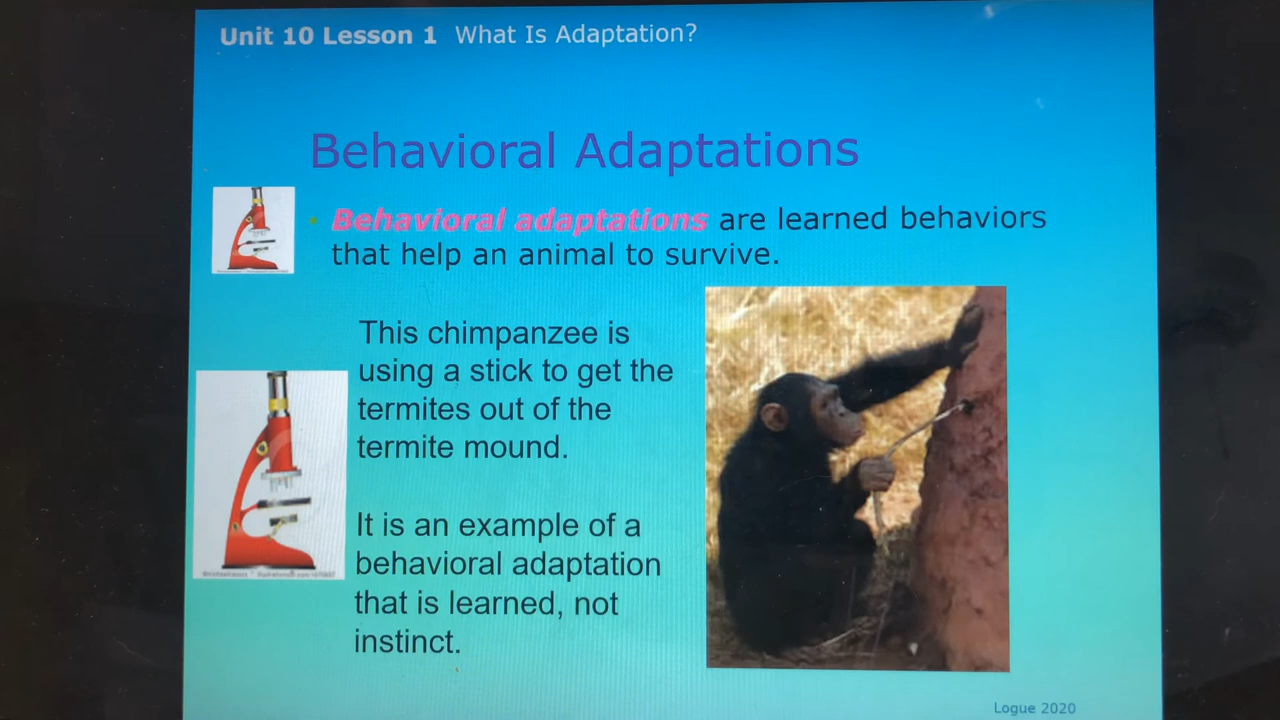 Unit 10 Lesson 1 What Is Adaptation?
Behavioral Adaptations
• Behavioral adaptations are learned behaviors
that help an animal to survive.
This chimpanzee is
using a stick to get the
termites out of the
termite mound.
It is an example of a
behavioral adaptation
that is learned, not
instinct.
Logue 2020